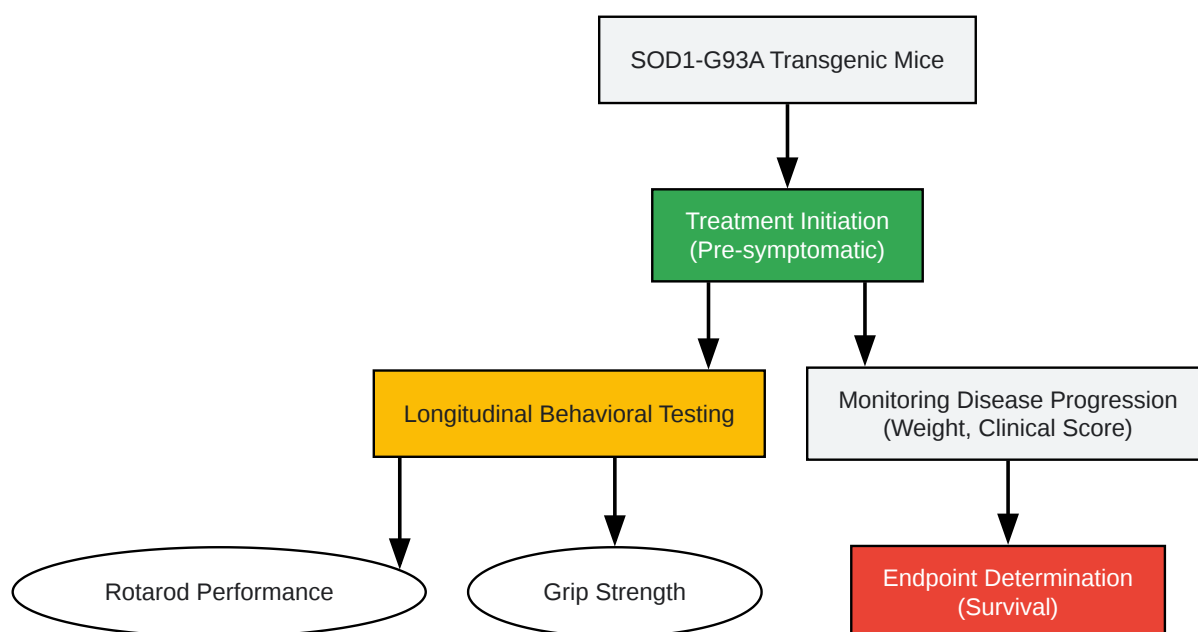 SOD1-G93A Transgenic Mice
Treatment Initiation
(Pre-symptomatic)
Longitudinal Behavioral Testing
Monitoring Disease Progression
(Weight, Clinical Score)
Rotarod Performance
Grip Strength
Endpoint Determination
(Survival)